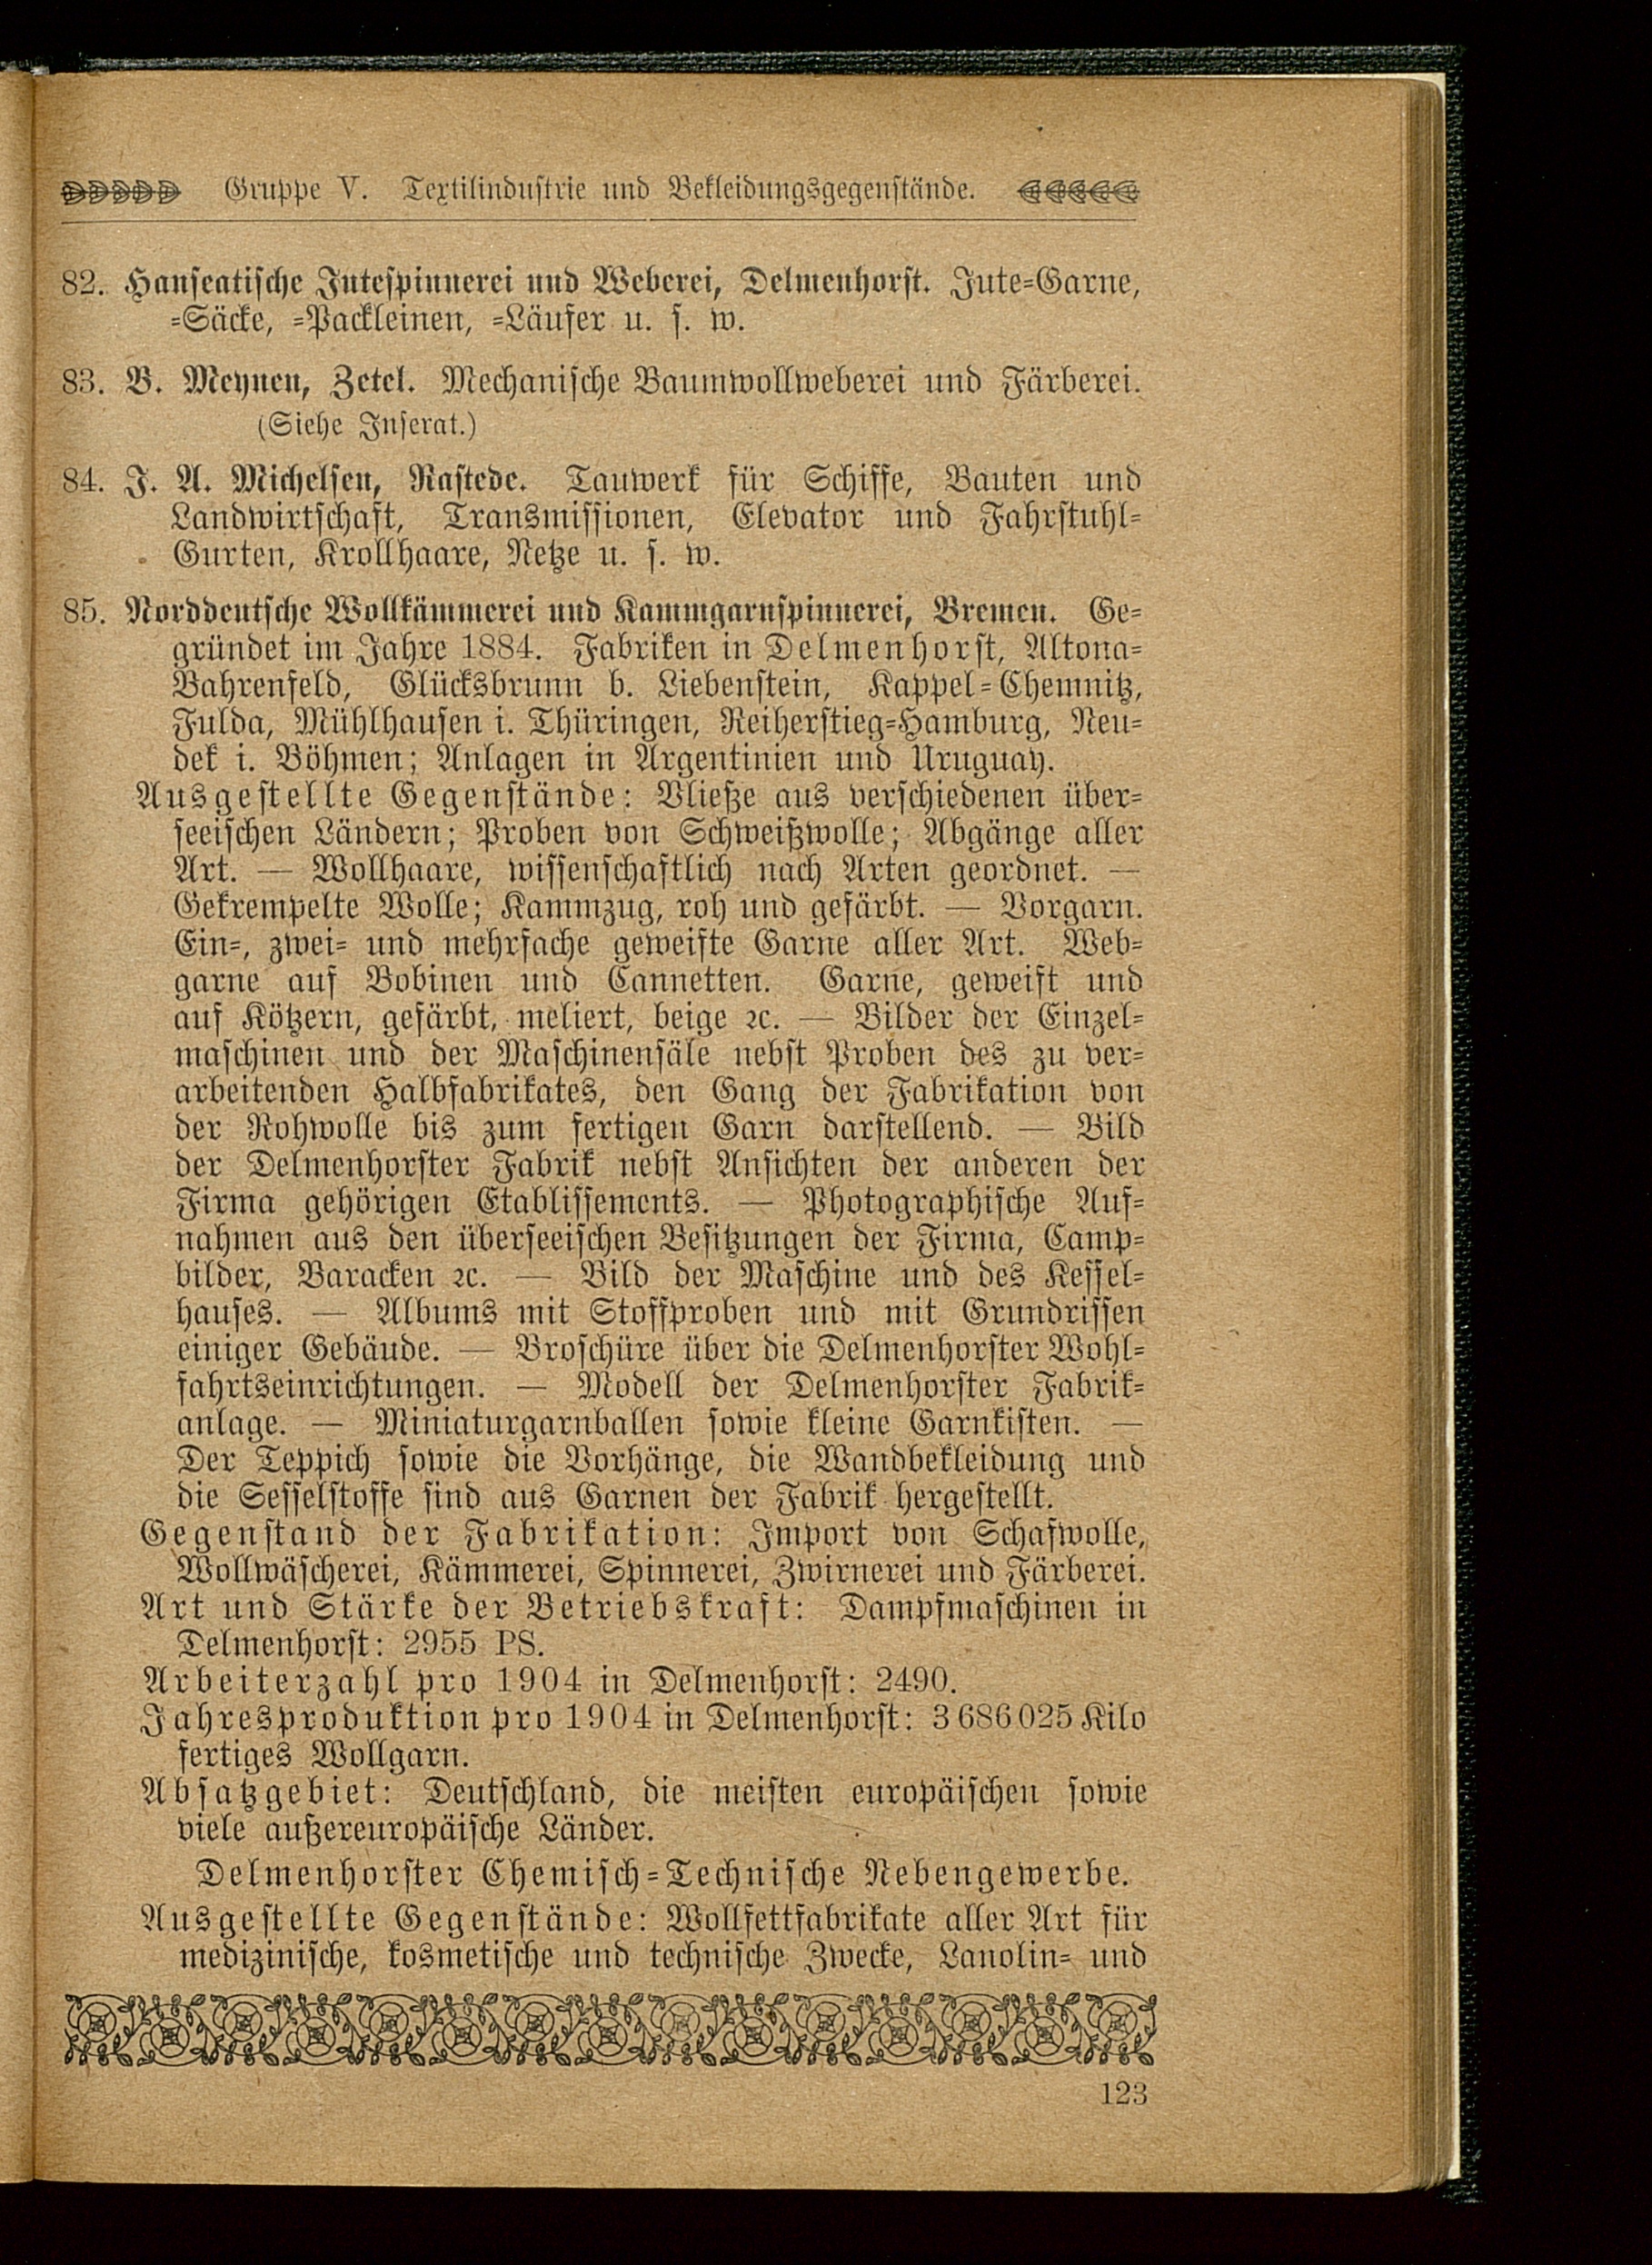 Gruppe V. Textilindustrie und Bekleidungsgegenstände.
82. Hanseatische Jutespinnerei und Weberei, Delmenhorst. Jute-Garne,
-Säcke, -Packleinen, -Läufer u. s. w.
83. B. Meynen, Zetel. Mechanische Baumwollweberei und Färberei.
(Siehe Inserat.)
84. J. A. Michelsen, Rastede. Tauwerk für Schiffe, Bauten und
Landwirtschaft, Transmissionen, Elevator und Fahrstuhl-
Gurten, Krollhaare, Netze u. s. w.
85. Norddeutsche Wollkämmerei und Kammgarnspinnerei, Bremen. Ge-
gründet im Jahre 1884. Fabriken in Delmenhorst, Altona-
Bahrenfeld, Glücksbrunn b. Liebenstein, Kappel-Chemnitz,
Fulda, Mühlhausen i. Thüringen, Reiherstieg-Hamburg, Neu-
dek i. Böhmen; Anlagen in Argentinien und Uruguay.
Ausgestellte Gegenstände: Vließe aus verschiedenen über-
seeischen Ländern; Proben von Schweißwolle; Abgänge aller
Art. — Wollhaare, wissenschaftlich nach Arten geordnet. —
Gekrempelte Wolle; Kammzug, roh und gefärbt. — Vorgarn.
Ein-, zwei- und mehrfache geweifte Garne aller Art. Web-
garne auf Bobinen und Cannetten. Garne, geweift und
auf Kötzern, gefärbt, meliert, beige ꝛc. — Bilder der Einzel-
maschinen und der Maschinensäle nebst Proben des zu ver-
arbeitenden Halbfabrikates, den Gang der Fabrikation von
der Rohwolle bis zum fertigen Garn darstellend. — Bild
der Delmenhorster Fabrik nebst Ansichten der anderen der
Firma gehörigen Etablissements. — Photographische Auf-
nahmen aus den überseeischen Besitzungen der Firma, Camp-
bilder, Baracken ꝛc. — Bild der Maschine und des Kessel-
hauses. — Albums mit Stoffproben und mit Grundrissen
einiger Gebäude. — Broschüre über die Delmenhorster Wohl-
fahrtseinrichtungen. — Modell der Delmenhorster Fabrik-
anlage. — Miniaturgarnballen sowie kleine Garnkisten. —
Der Teppich sowie die Vorhänge, die Wandbekleidung und
die Sesselstoffe sind aus Garnen der Fabrik hergestellt.
Gegenstand der Fabrikation: Import von Schafwolle,
Wollwäscherei, Kämmerei, Spinnerei, Zwirnerei und Färberei.
Art und Stärke der Betriebskraft: Dampfmaschinen in
Delmenhorst: 2955 PS.
Arbeiterzahl pro 1904 in Delmenhorst: 2490.
Jahresproduktion pro 1904 in Delmenhorst: 3 686 025 Kilo
fertiges Wollgarn.
Absatzgebiet: Deutschland, die meisten europäischen sowie
viele außereuropäische Länder.
Delmenhorster Chemisch-Technische Nebengewerbe.
Ausgestellte Gegenstände: Wollfettfabrikate aller Art für
medizinische, kosmetische und technische Zwecke, Lanolin- und
123